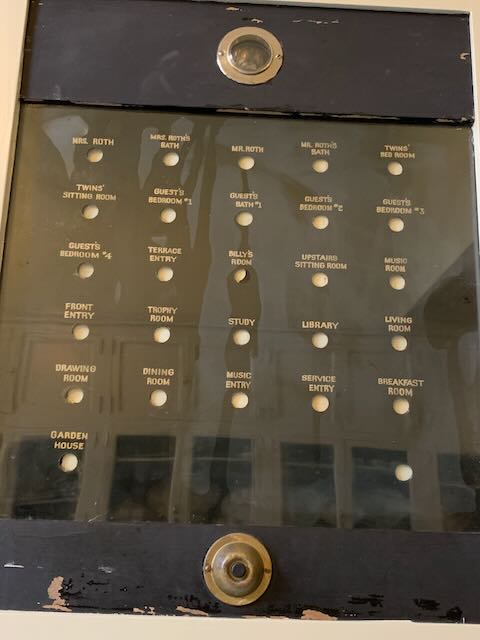 MRS. ROTH
MRS. ROTH'S
BATH
MR. ROTH
MR. ROTH'S
BATH
TWINS'
BED ROOM
TWINS'
SITTING ROOM
GUEST'S
BEDROOM #1
GUEST'S
BATH #1
GUEST'S
BEDROOM #2
GUEST'S
BEDROOM #3
GUEST'S
BEDROOM #4
TERRACE
ENTRY
BILLY'S
ROOM
UPSTAIRS
SITTING ROOM
MUSIC
ROOM
FRONT
ENTRY
TROPHY
ROOM
STUDY
LIBRARY
LIVING
ROOM
DRAWING
ROOM
DINING
ROOM
MUSIC
ENTRY
SERVICE
ENTRY
BREAKFAST
ROOM
GARDEN
HOUSE